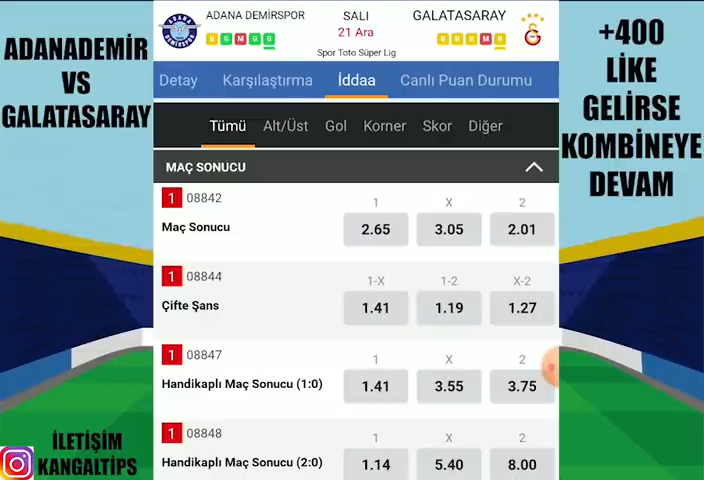 ADANADEMİR
VS
GALATASARAY
ADANA DEMİRSPOR
B G M G G
SALI
21 Ara
Spor Toto Süper Lig
GALATASARAY
B B B M B
Detay Karşılaştırma İddaa Canlı Puan Durumu
Tümü Alt/Üst Gol Korner Skor Diğer
MAÇ SONUCU
1 08842
1 X 2
Maç Sonucu 2.65 3.05 2.01
1 08844
1-X 1-2 X-2
Çifte Şans 1.41 1.19 1.27
1 08847
1 X 2
Handikaplı Maç Sonucu (1:0) 1.41 3.55 3.75
1 08848
1 X 2
Handikaplı Maç Sonucu (2:0) 1.14 5.40 8.00
+400
LİKE
GELİRSE
KOMBİNEYE
DEVAM
İLETİŞİM
KANGALTİPS